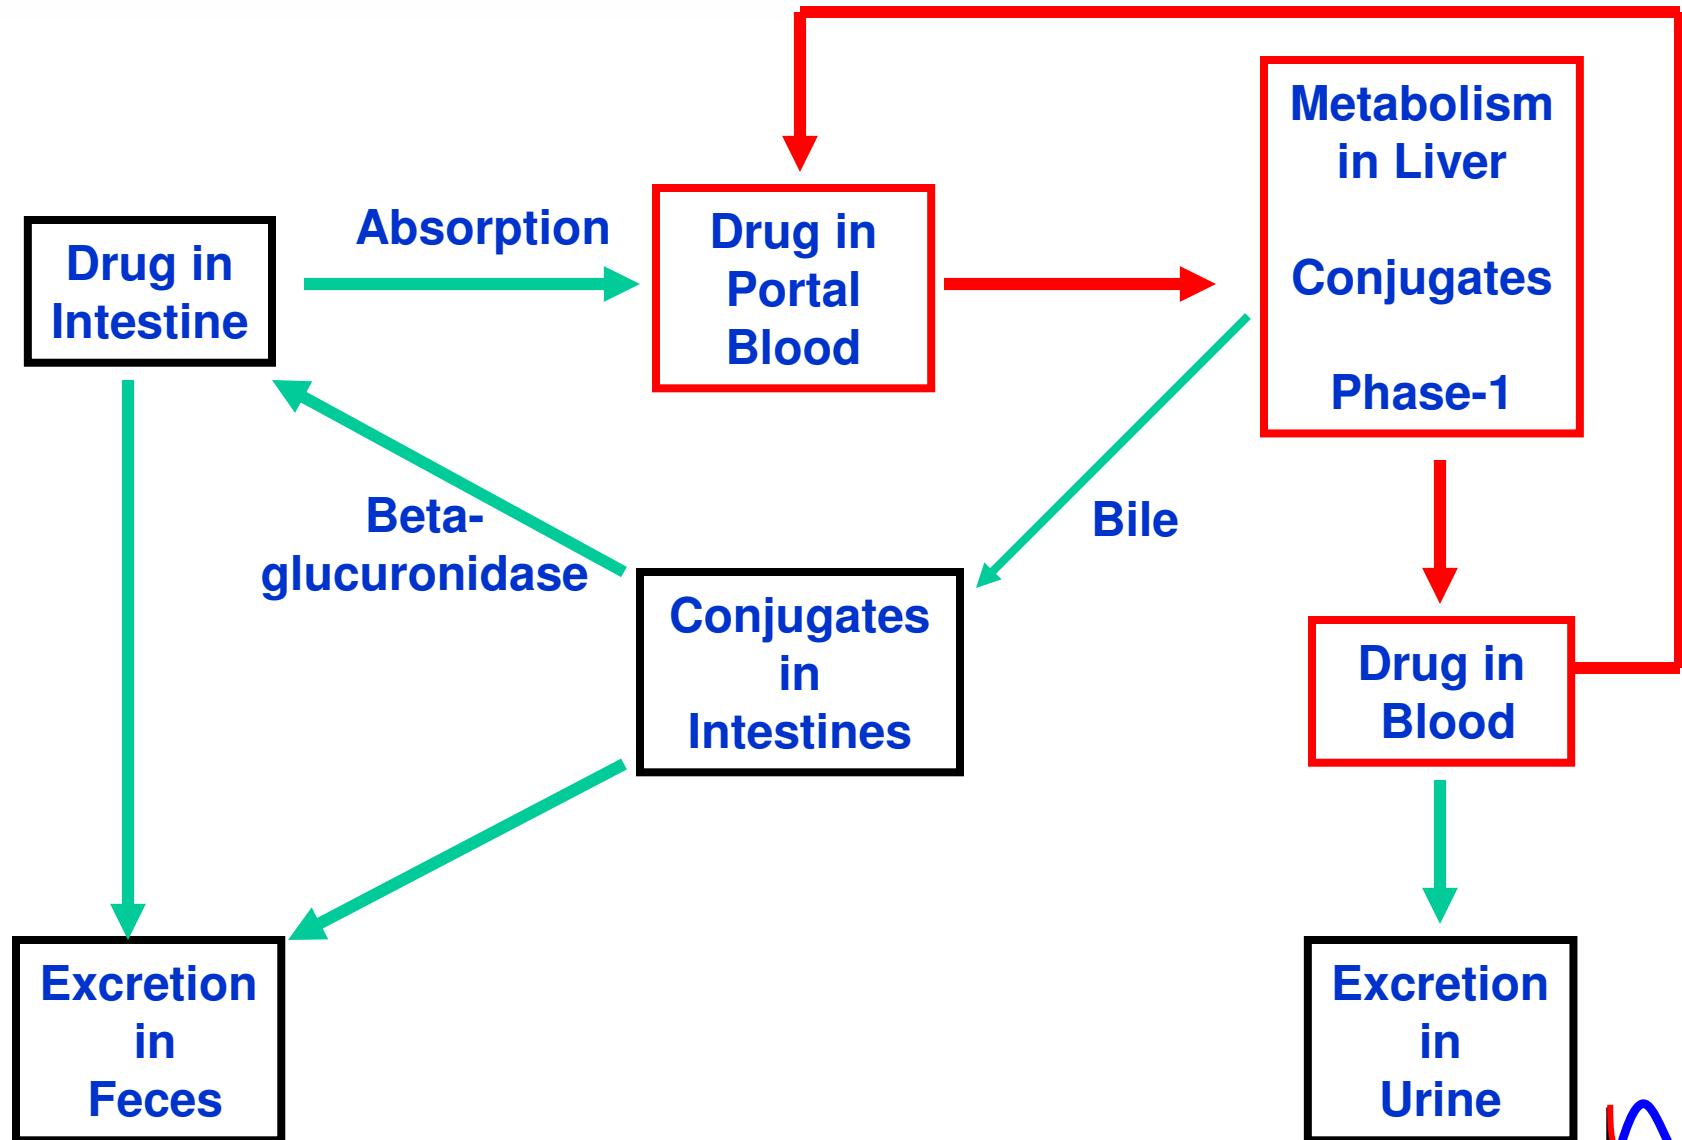 Metabolism
in Liver
Conjugates
Phase-1
Absorption
Drug in
Portal
Blood
Drug in
Intestine
Beta-
glucuronidase
Bile
Conjugates
in
Intestines
Drug in
Blood
Excretion
in
Feces
Excretion
in
Urine